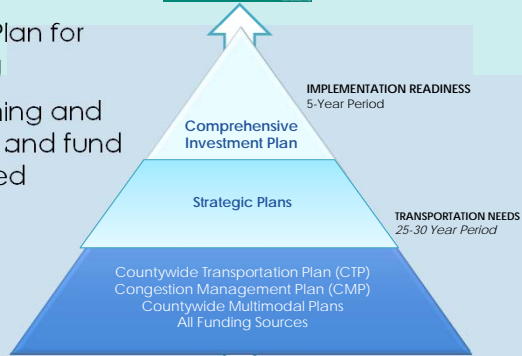 Plan for
ning and
and fund
ed
IMPLEMENTATION READINESS
5-Year Period
Comprehensive
Investment Plan
Strategic Plans
TRANSPORTATION NEEDS
25-30 Year Period
Countywide Transportation Plan (CTP)
Congestion Management Plan (CMP)
Countywide Multimodal Plans
All Funding Sources